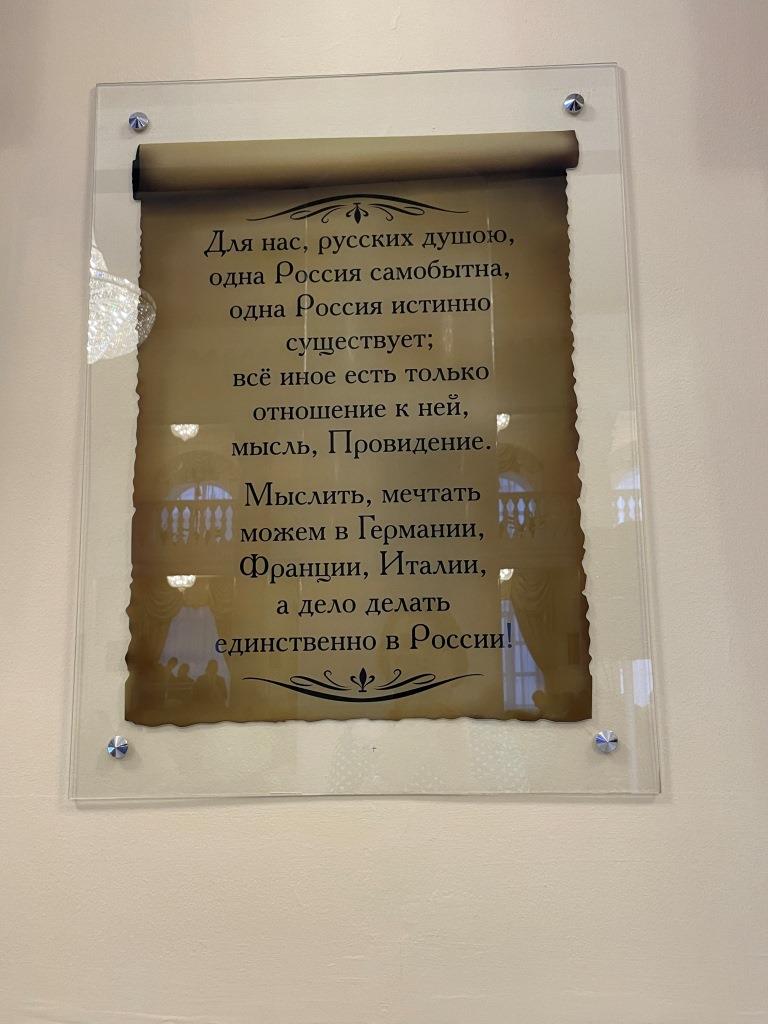 Для нас, русских душою,
одна Россия самобытна,
одна Россия истинно
существует;
всё иное есть только
отношение к ней,
мысль, Провидение.
Мыслить, мечтать
можем в Германии,
Франции, Италии,
а дело делать
единственно в России!